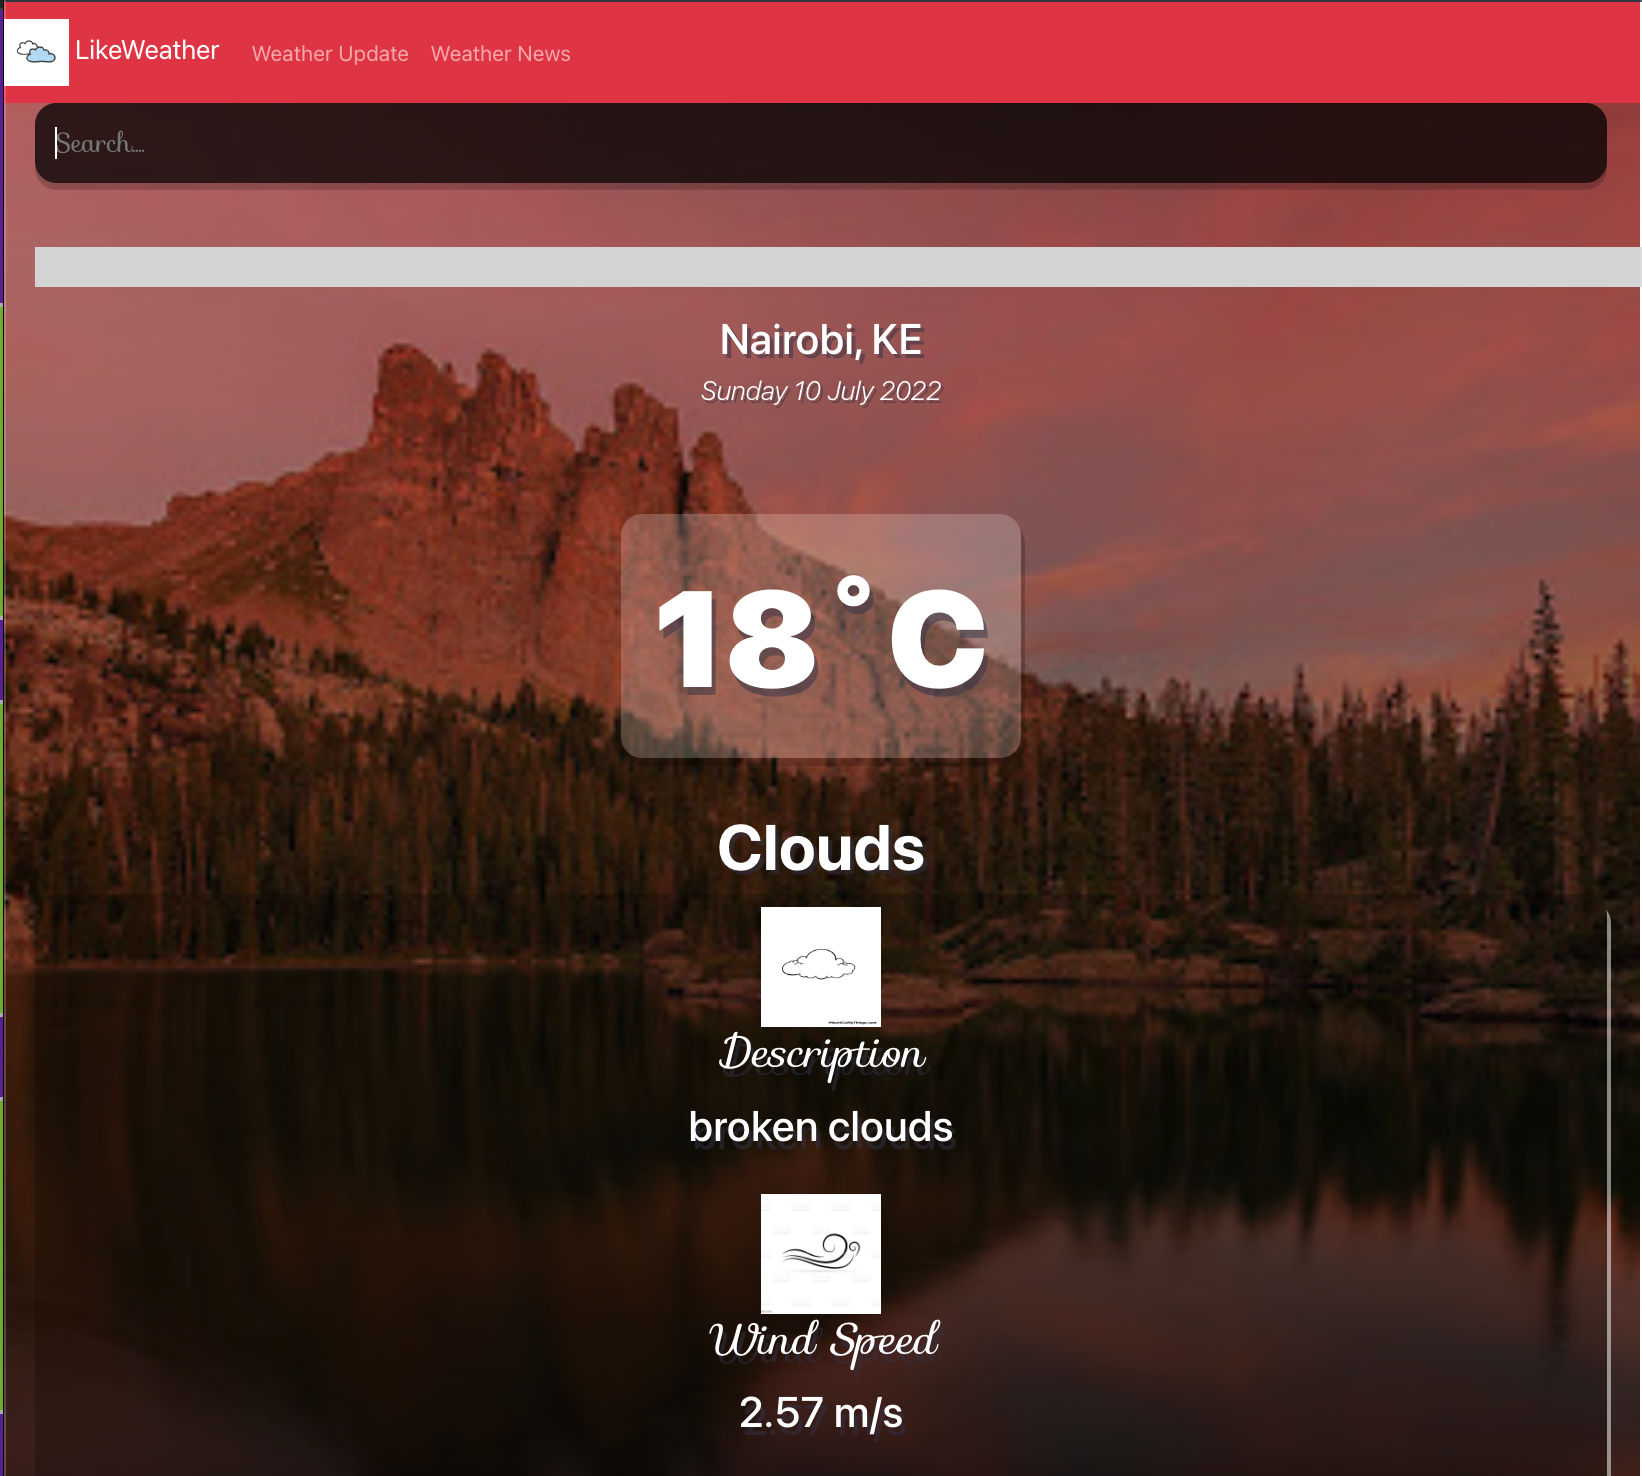 LikeWeather Weather Update Weather News
Search....
Nairobi, KE
Sunday 10 July 2022
18°C
Clouds
Description
broken clouds
Wind Speed
2.57 m/s